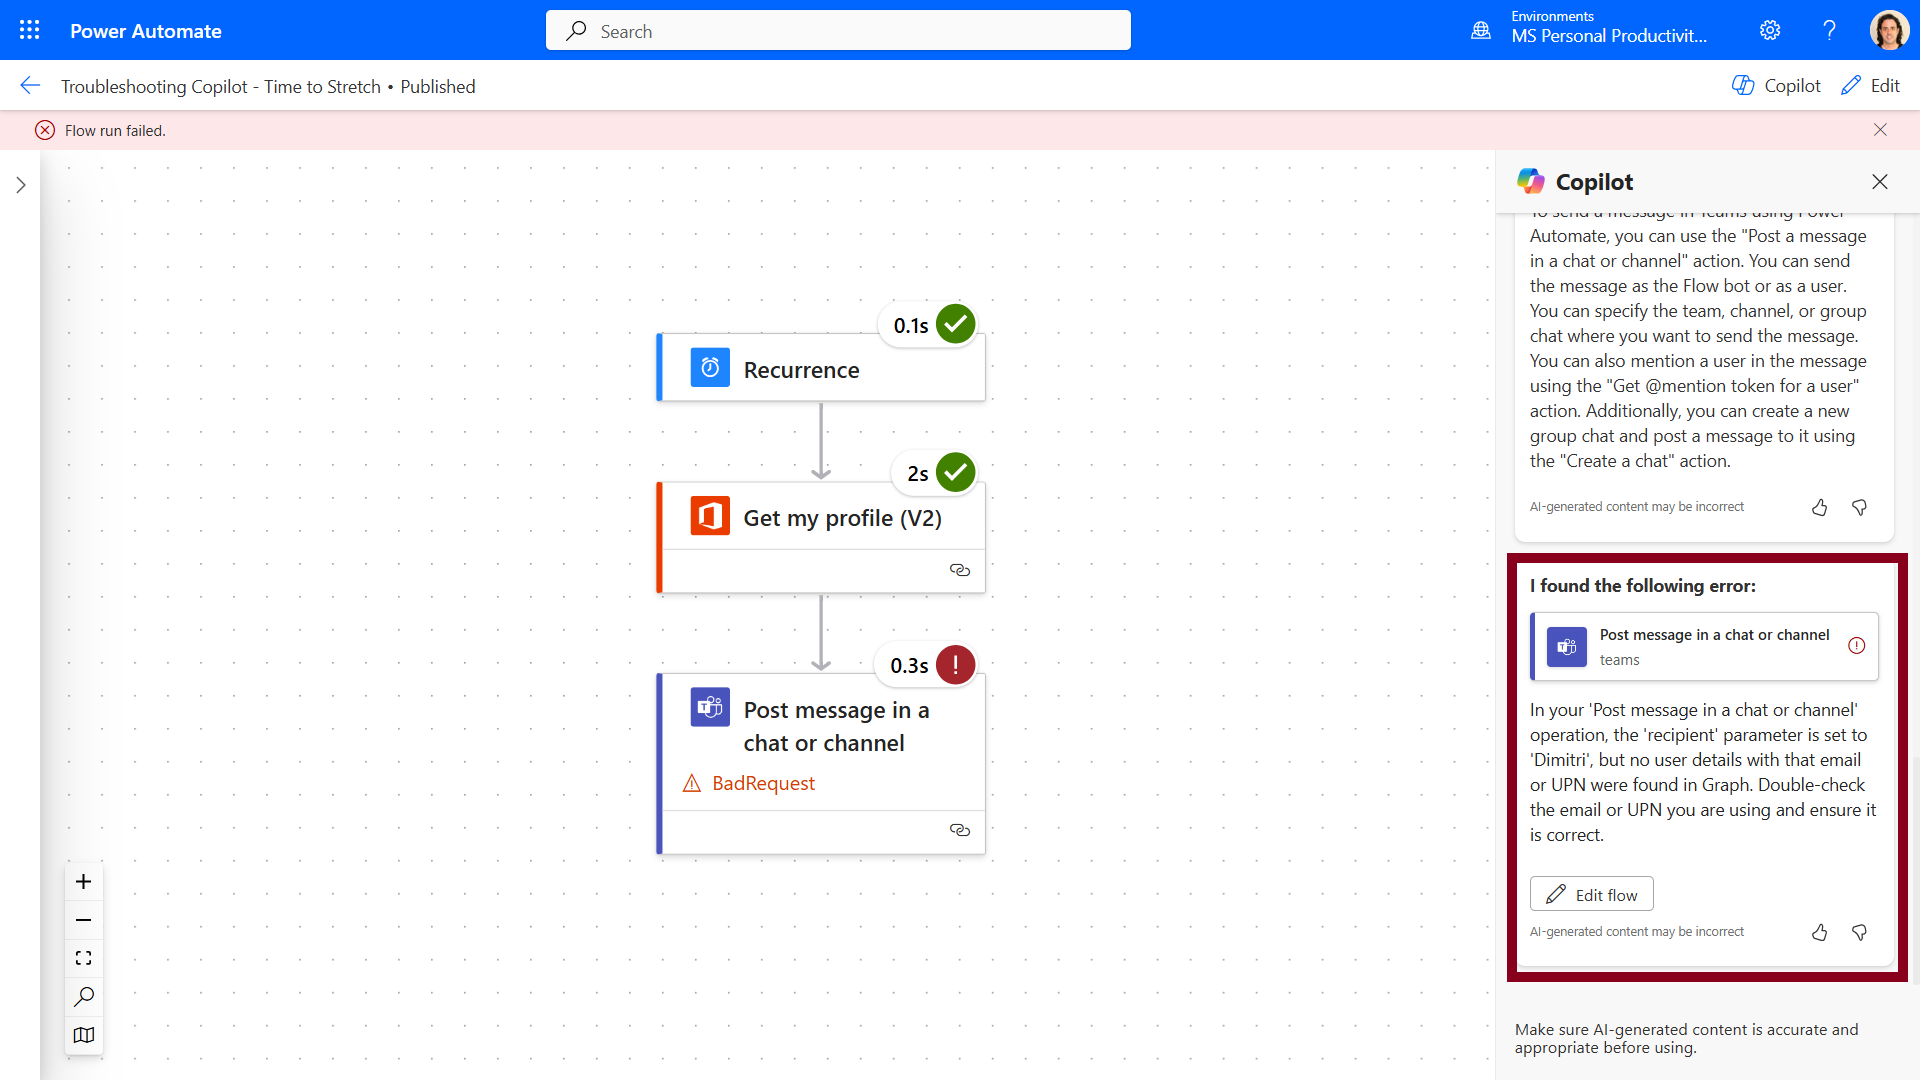 Power Automate
Search
Environments
MS Personal Productivit...
?
Troubleshooting Copilot - Time to Stretch • Published
Copilot
Edit
Flow run failed.
Copilot
To send a message in Teams using Power
Automate, you can use the "Post a message
in a chat or channel" action. You can send
the message as the Flow bot or as a user.
You can specify the team, channel, or group
chat where you want to send the message.
You can also mention a user in the message
using the "Get @mention token for a user"
action. Additionally, you can create a new
group chat and post a message to it using
the "Create a chat" action.
AI-generated content may be incorrect
0.1s
Recurrence
2s
Get my profile (V2)
0.3s
Post message in a
chat or channel
BadRequest
I found the following error:
Post message in a chat or channel
teams
In your 'Post message in a chat or channel'
operation, the 'recipient' parameter is set to
'Dimitri', but no user details with that email
or UPN were found in Graph. Double-check
the email or UPN you are using and ensure it
is correct.
Edit flow
AI-generated content may be incorrect
Make sure AI-generated content is accurate and
appropriate before using.